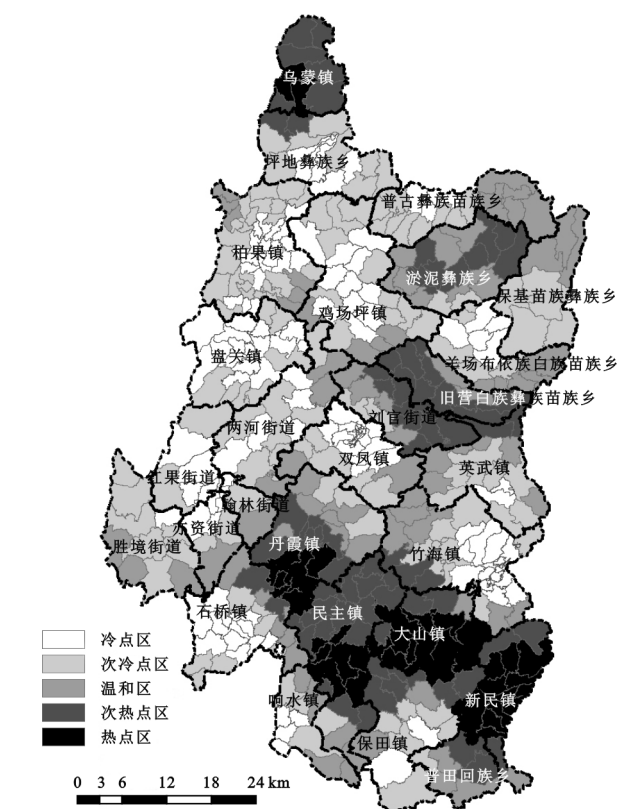 乌蒙镇
坪地彝族乡
普古彝族苗族乡
柏果镇
淤泥彝族乡
保基苗族彝族乡
鸡场坪镇
盘关镇
羊场布依族白族苗族乡
旧营白族彝族苗族乡
刘官街道
两河街道
双凤镇
英武镇
红果街道
翰林街道
亦资街道
胜境街道
丹霞镇
竹海镇
石桥镇
民主镇
大山镇
冷点区
次冷点区
温和区
次热点区
热点区
响水镇
新民镇
保田镇
普田回族乡
0 3 6 12 18 24 km